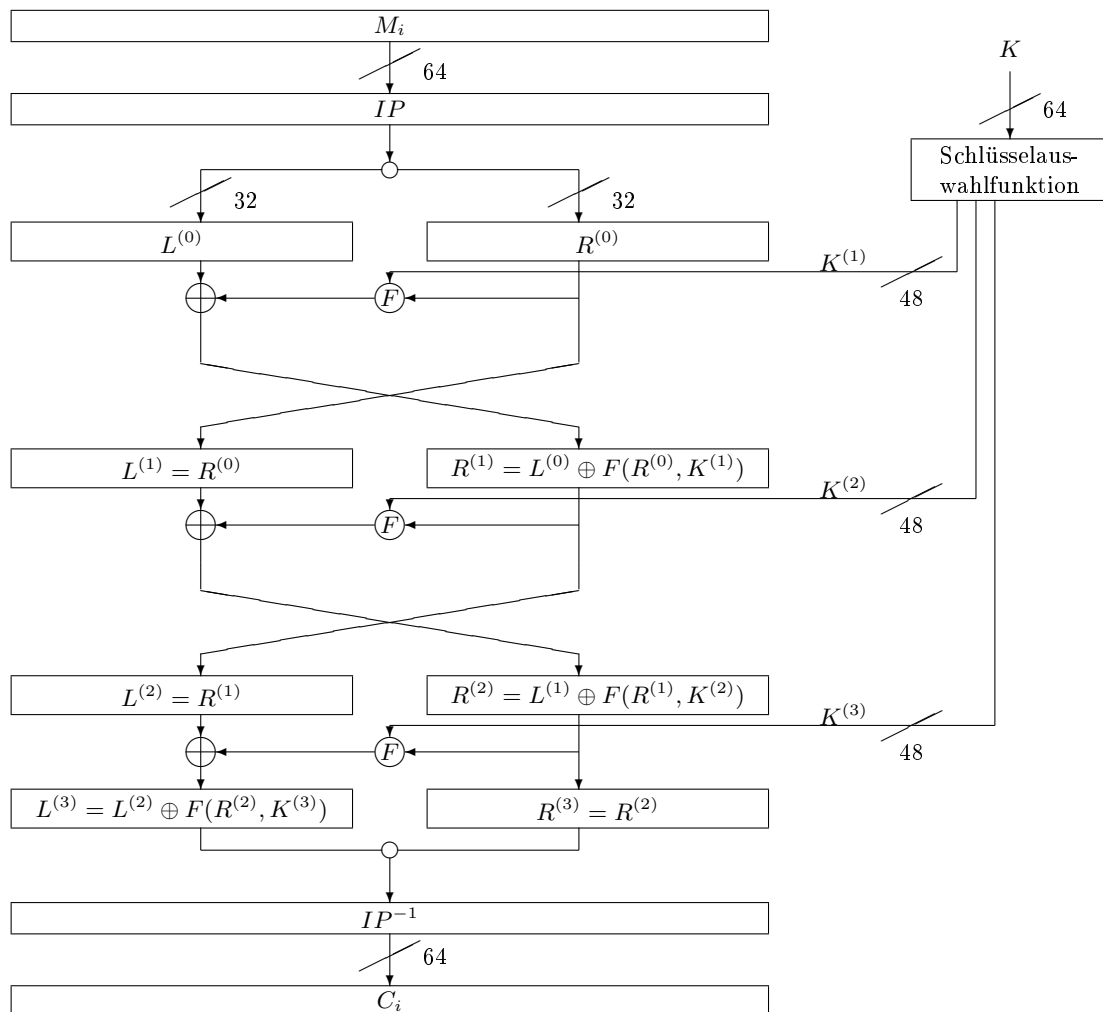 M_i
K
64
64
IP
Schlüsselaus-
wahlfunktion
32
32
L^{(0)}
R^{(0)}
K^{(1)}
F
48
L^{(1)} = R^{(0)}
R^{(1)} = L^{(0)} ⊕ F(R^{(0)}, K^{(1)})
K^{(2)}
F
48
L^{(2)} = R^{(1)}
R^{(2)} = L^{(1)} ⊕ F(R^{(1)}, K^{(2)})
K^{(3)}
F
48
L^{(3)} = L^{(2)} ⊕ F(R^{(2)}, K^{(3)})
R^{(3)} = R^{(2)}
IP^{-1}
64
C_i